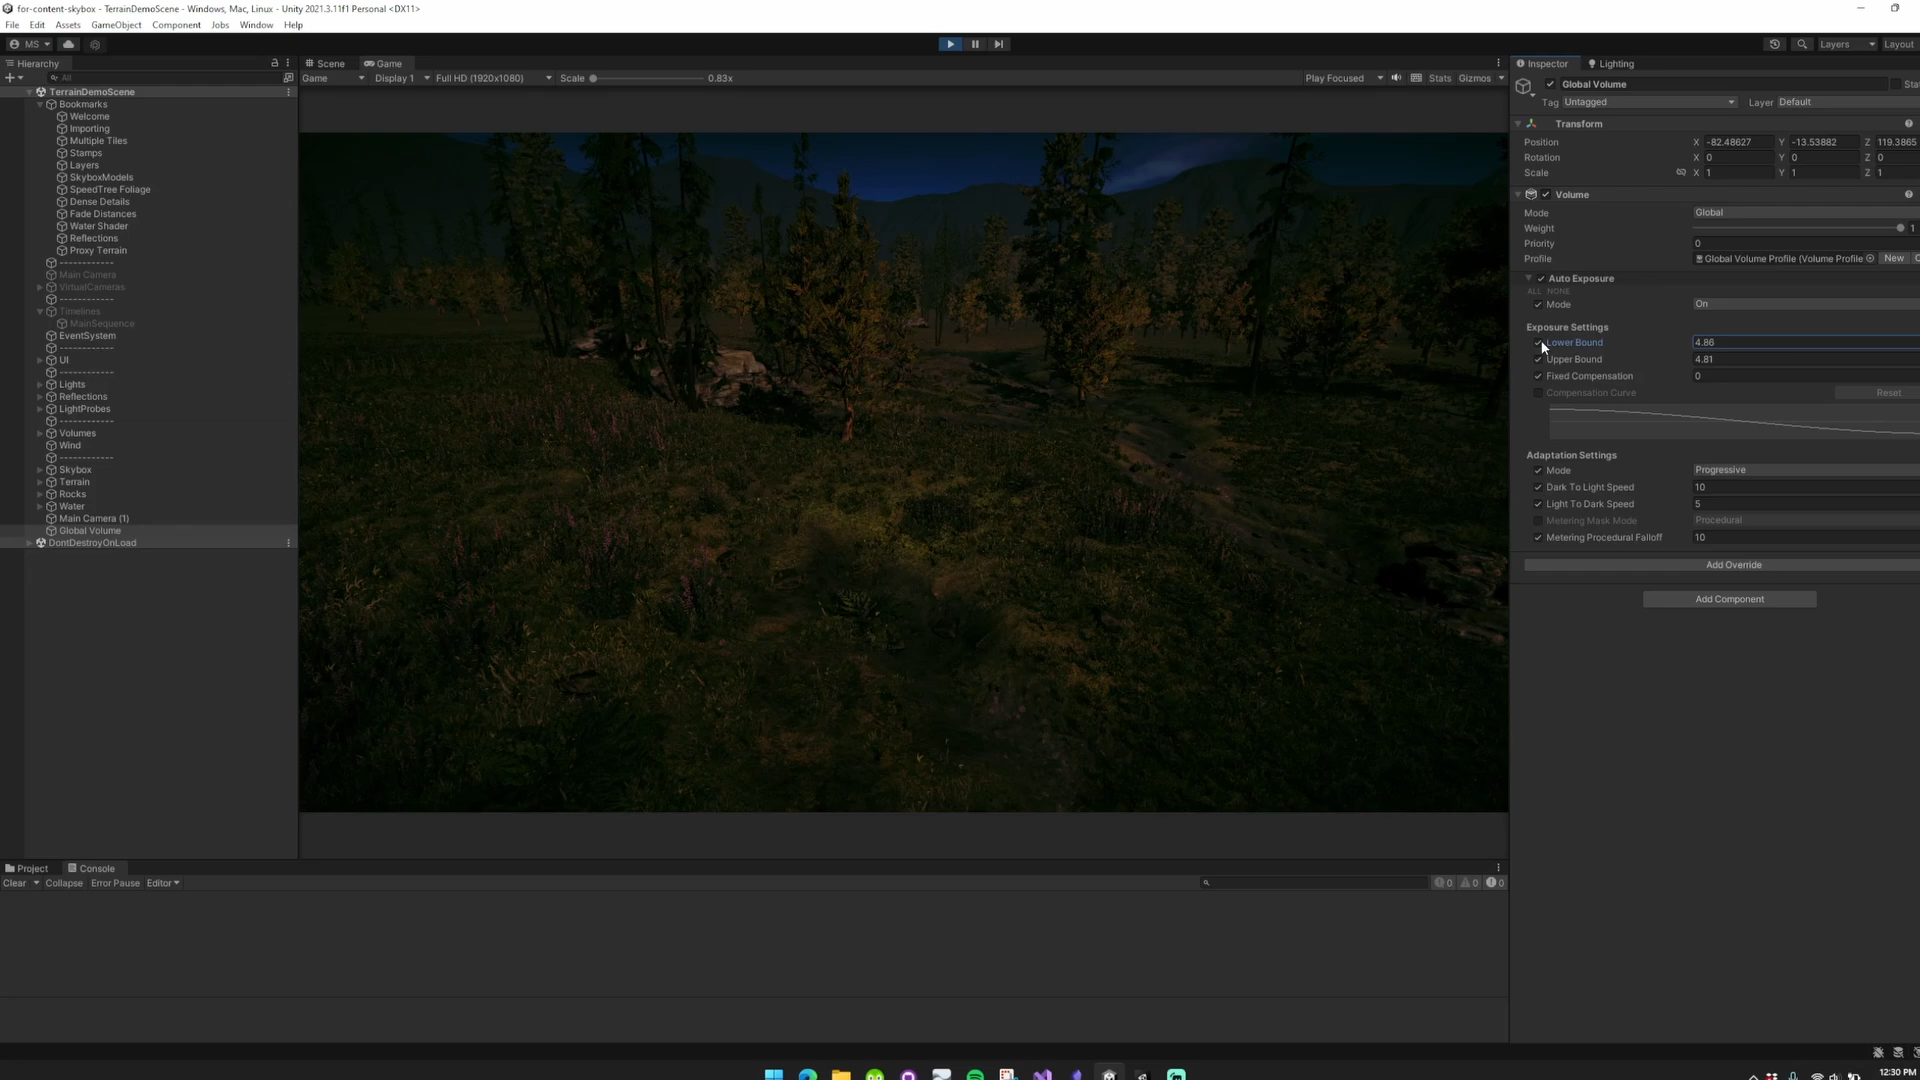 for-content-skybox - TerrainDemoScene - Windows, Mac, Linux - Unity 2021.3.11f1 Personal <DX11>
File Edit Assets GameObject Component Jobs Window Help
MS Layers Layout
Hierarchy Scene Game Inspector Lighting
All Game Display 1 Full HD (1920x1080) Scale 0.83x Play Focused Stats Gizmos
Global Volume
Tag Untagged Layer Default
TerrainDemoScene
Bookmarks
Welcome
Importing
Multiple Tiles
Stamps
Layers
SkyboxModels
SpeedTree Foliage
Dense Details
Fade Distances
Water Shader
Reflections
Proxy Terrain
------------
Main Camera
VirtualCameras
------------
Timelines
MainSequence
EventSystem
------------
UI
------------
Lights
Reflections
LightProbes
------------
Volumes
Wind
------------
Skybox
Terrain
Rocks
Water
Main Camera (1)
Global Volume
DontDestroyOnLoad
Transform
Position X -82.48627 Y -13.53882 Z 119.3865
Rotation X 0 Y 0 Z 0
Scale X 1 Y 1 Z 1
Volume
Mode Global
Weight 1
Priority 0
Profile Global Volume Profile (Volume Profile New
Auto Exposure
ALL NONE
Mode On
Exposure Settings
Lower Bound 4.86
Upper Bound 4.81
Fixed Compensation 0
Compensation Curve Reset
Adaptation Settings
Mode Progressive
Dark To Light Speed 10
Light To Dark Speed 5
Metering Mask Mode Procedural
Metering Procedural Falloff 10
Add Override
Add Component
Project Console
Clear Collapse Error Pause Editor 0 0 0
12:30 PM